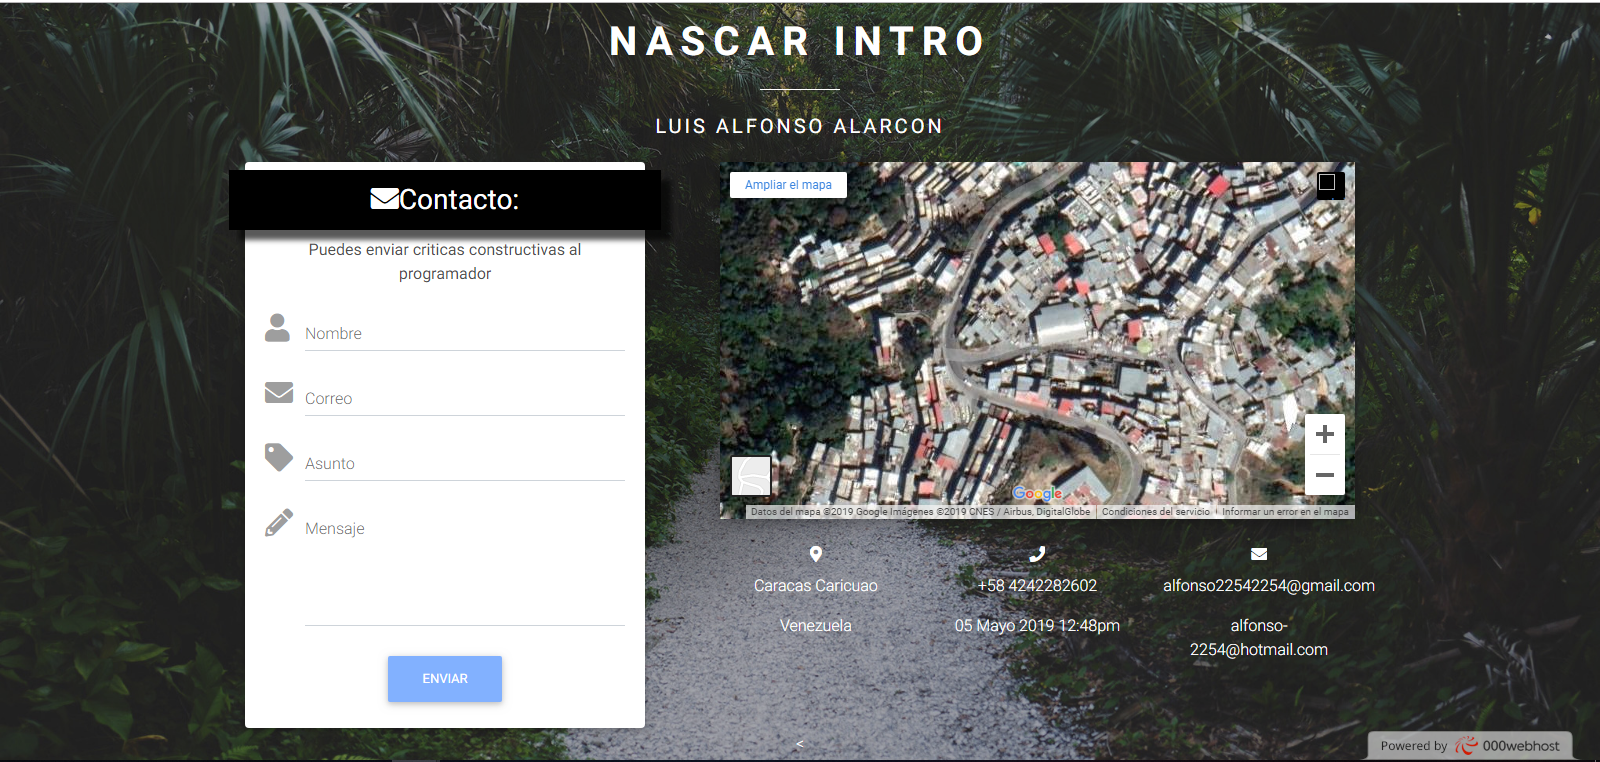 NASCAR INTRO
LUIS ALFONSO ALARCON
Contacto:
Puedes enviar criticas constructivas al
programador
Nombre
Correo
Asunto
Mensaje
ENVIAR
Ampliar el mapa
Google
Datos del mapa ©2019 Google Imágenes ©2019 CNES / Airbus, DigitalGlobe
Condiciones del servicio
Informar un error en el mapa
Caracas Caricuao
Venezuela
+58 4242282602
05 Mayo 2019 12:48pm
alfonso22542254@gmail.com
alfonso-
2254@hotmail.com
<
Powered by 000webhost